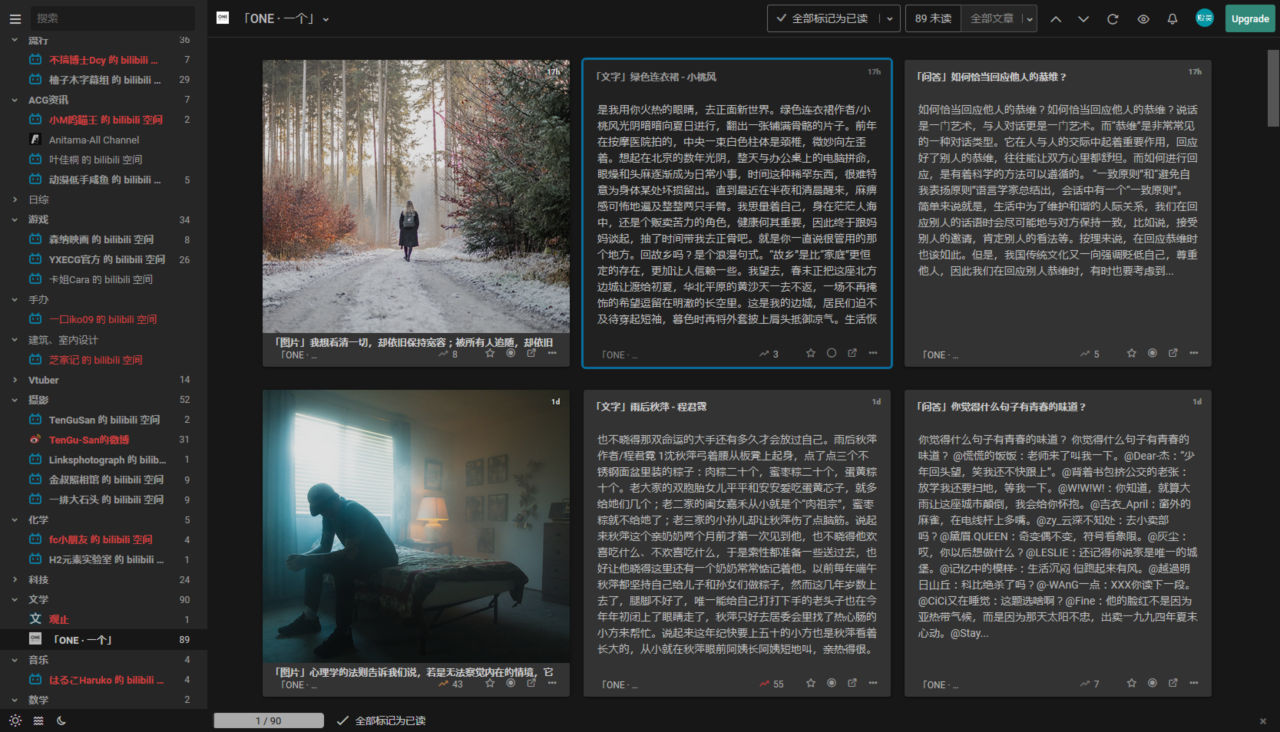 搜索
「ONE · 一个」
全部标记为已读
89 未读
全部文章
Upgrade
流行 36
不搞博士Dcy 的 bilibili ... 7
柚子木字幕组 的 bilibili ... 29
ACG资讯 7
小M鸣喵王 的 bilibili 空间 2
Anitama-All Channel
叶佳桐 的 bilibili 空间
动漫低手咸鱼 的 bilibili ... 5
日综
游戏 34
森纳映画 的 bilibili 空间 8
YXECG官方 的 bilibili 空间 26
卡姐Cara 的 bilibili 空间
手办
一口iko09 的 bilibili 空间
建筑、室内设计
芝麻记 的 bilibili 空间
Vtuber 14
摄影 52
TenGuSan 的 bilibili 空间 2
TenGu-San的微博 31
Linksphotograph 的 bilib... 1
金叔照相馆 的 bilibili 空间 9
一排大石头 的 bilibili 空间 9
化学 5
fc小朋友 的 bilibili 空间 4
H2元素实验室 的 bilibili ... 1
科技 24
文学 90
文 观止 1
「ONE · 一个」 89
音乐 4
はるこHaruko 的 bilibili ... 4
数学 2
17h
「图片」我想看清一切，却依旧保持宽容；被所有人追随，却依旧
「ONE · ... 8
「文字」绿色连衣裙 - 小桃风 17h
是我用你火热的眼睛，去正面新世界。绿色连衣裙作者/小
桃风光阴暗暗向夏日进行，翻出一张铺满骨骼的片子。前年
在按摩医院拍的，中央一束白色柱体是颈椎，微妙向左歪
着。想起在北京的数年光阴，整天与办公桌上的电脑拼命，
眼燥和头麻逐渐成为日常小事，时间这种稀罕东西，很难特
意为身体某处坏损留出。直到最近在半夜和清晨醒来，麻痹
感可怖地遍及整整两只手臂。我思量着自己，身在茫茫人海
中，还是个贩卖苦力的角色，健康何其重要，因此终于跟妈
妈谈起，抽了时间带我去正骨吧。就是你一直说很管用的那
个地方。回故乡吗？是个浪漫句式。“故乡”是比“家庭”更恒
定的存在，更加让人信赖一些。我望去，春末正把这座北方
边城让渡给初夏，华北平原的黄沙天一去不返，一场不再掩
饰的希望逗留在明澈的长空里。这是我的边城，居民们迫不
及待穿起短袖，暮色时再将外套披上肩头抵御凉气。生活恢
「ONE · ... 3
「问答」如何恰当回应他人的恭维？ 17h
如何恰当回应他人的恭维？如何恰当回应他人的恭维？说话
是一门艺术，与人对话更是一门艺术。而“恭维”是非常常见
的一种对话类型。它在人与人的交际中起着重要作用，回应
好了别人的恭维，往往能让双方心里都舒坦。而如何进行回
应，是有着科学的方法可以遵循的。 “一致原则”和“避免自
我表扬原则”语言学家总结出，会话中有一个“一致原则”。
简单来说就是，生活中为了维护和谐的人际关系，我们在回
应别人的话语时会尽可能地与对方保持一致，比如说，接受
别人的邀请，肯定别人的看法等。按理来说，在回应恭维时
也该如此。但是，我国传统文化又一向强调贬低自己，尊重
他人，因此我们在回应别人恭维时，有时也要考虑到...
「ONE · ... 5
1d
「图片」心理学的法则告诉我们说，若是无法察觉内在的情境，它
「ONE · ... 43
「文字」雨后秋萍 - 程君霓 1d
也不晓得那双命运的大手还有多久才会放过自己。雨后秋萍
作者/程君霓 1沈秋萍弓着腰从板凳上起身，点了点三个不
锈钢面盆里装的粽子：肉粽二十个，蜜枣粽二十个，蛋黄粽
十个。老大家的双胞胎女儿平平和安安爱吃蛋黄芯子，就多
给她们几个；老二家的闺女嘉禾从小就是个“肉祖宗”，蜜枣
粽就不给她了；老三家的小孙儿却让秋萍伤了点脑筋。说起
来秋萍这个亲奶奶两个月前才第一次见到他，也不晓得他欢
喜吃什么、不欢喜吃什么，于是索性都准备一些送过去，也
好让他晓得这里还有一个奶奶常常惦记着他。以前每年端午
秋萍都坚持自己给儿子和孙女们做粽子，然而这几年岁数上
去了，腿脚不好了，唯一能给自己打打下手的老头子也在今
年年初闭上了眼睛走了，秋萍只好去居委会里找了热心肠的
小方来帮忙。说起来这年纪快要上五十的小方也是秋萍看着
长大的，从小就在秋萍眼前阿姨长阿姨短地叫，亲热得很。
「ONE · ... 55
「问答」你觉得什么句子有青春的味道？ 1d
你觉得什么句子有青春的味道？ 你觉得什么句子有青春的
味道？ @慌慌的饭饭：老师来了叫我一下。@Dear-杰：“少
年回头望，笑我还不快跟上”。@背着书包挤公交的老张：
放学我还要扫地，等我一下。@W!W!W!：你知道，就算大
雨让这座城市颠倒，我会给你怀抱。@吉衣_April：窗外的
麻雀，在电线杆上多嘴。@zy_云深不知处：去小卖部
吗？@黛眉.QUEEN：奇变偶不变，符号看象限。@灰尘：
哎，你以后想做什么？@LESLIE：还记得你说家是唯一的城
堡。@记忆中的模样-：生活沉闷 但跑起来有风。@越過明
日山丘：科比绝杀了吗？@-WAnG一点：XXX你读下一段。
@CiCi又在睡觉：这题选啥啊？@Fine：他的脸红不是因为
亚热带气候，而是因为那天太阳不忠，出卖一九九四年夏末
心动。@Stay...
「ONE · ... 7
1 / 90
全部标记为已读